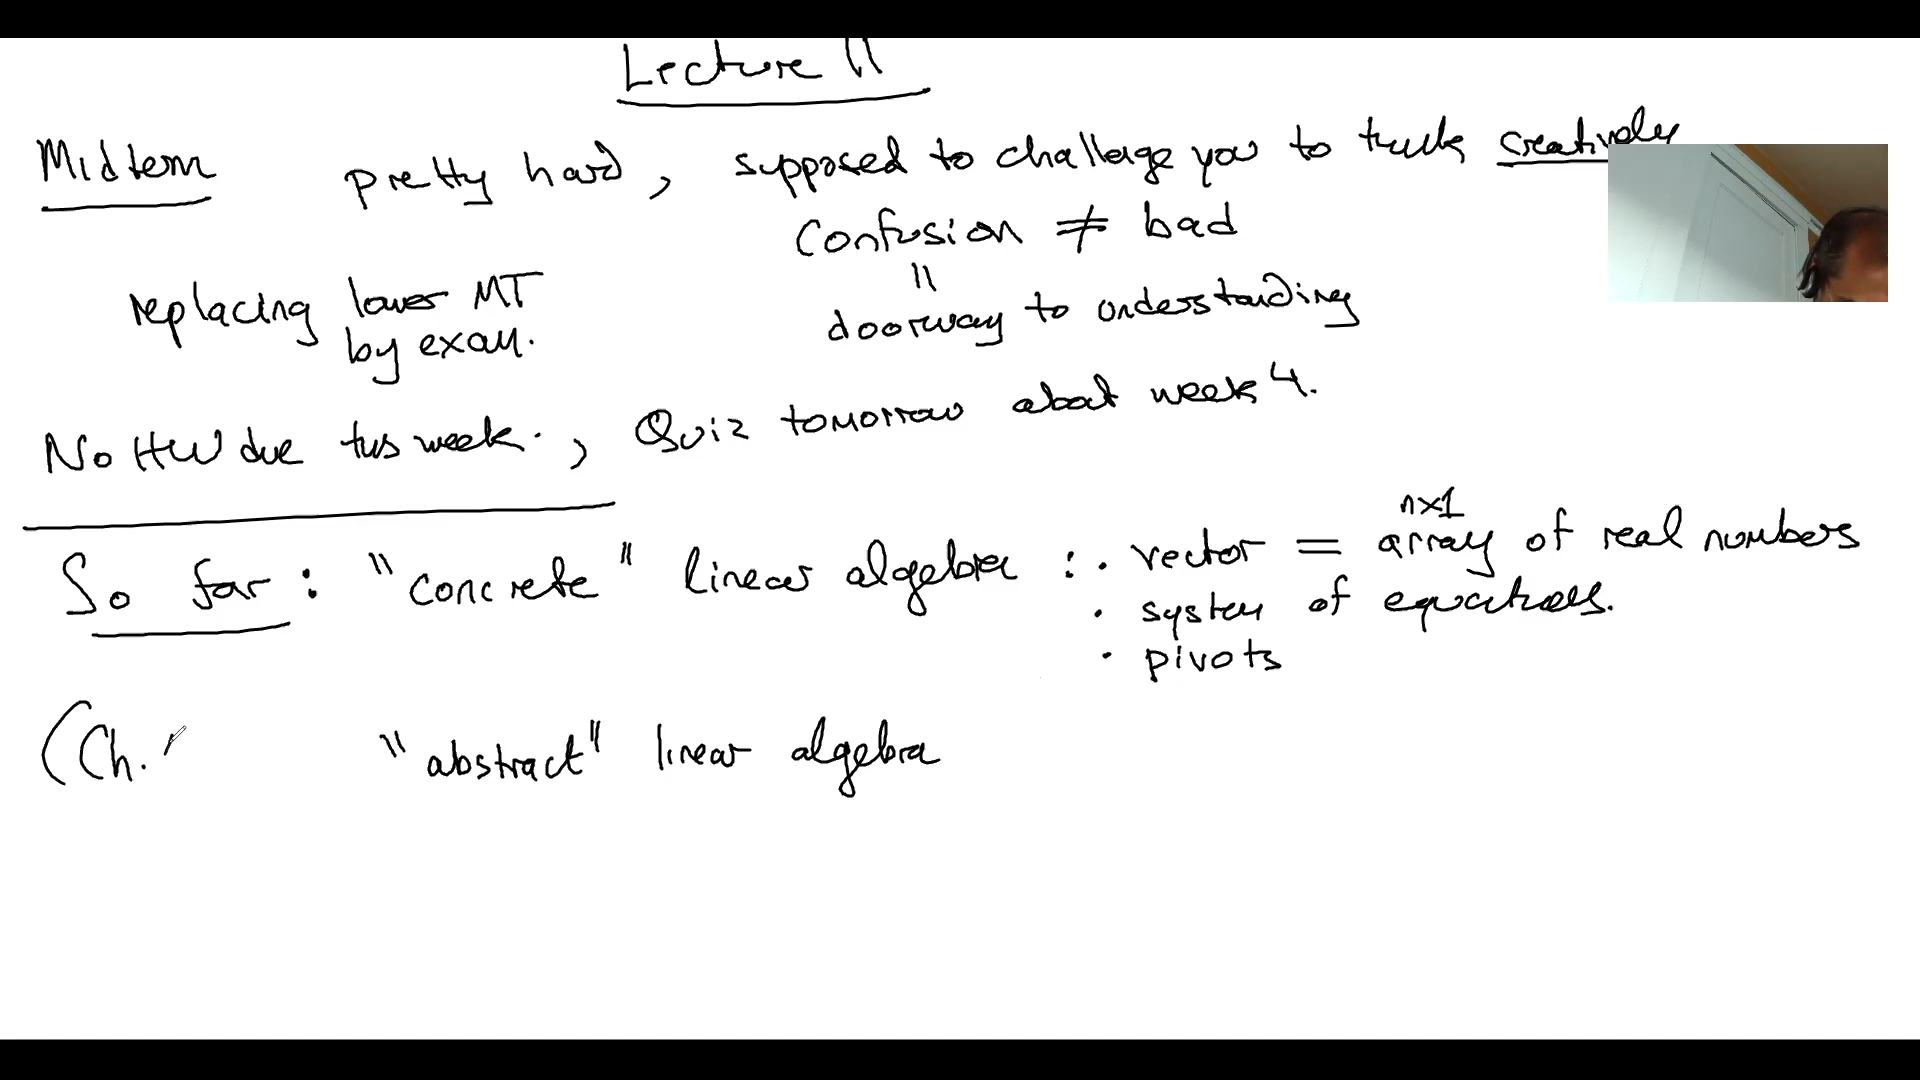 Lecture 11
Midterm pretty hard, supposed to challenge you to think creatively
Confusion ≠ bad
"
doorway to understanding
replacing lower MT
by exam.
No HW due this week., Quiz tomorrow about week 4.
So far: "concrete" linear algebra: · vector = array of real numbers
n×1
· system of equations.
· pivots
(Ch. "abstract" linear algebra